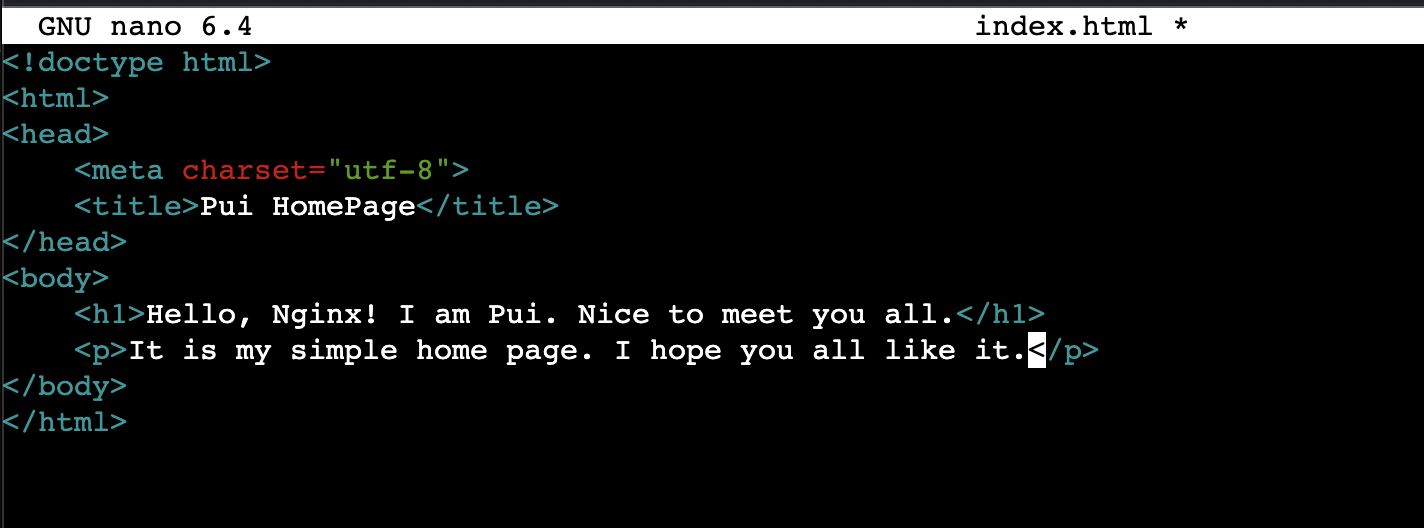 GNU nano 6.4 index.html *
<!doctype html>
<html>
<head>
    <meta charset="utf-8">
    <title>Pui HomePage</title>
</head>
<body>
    <h1>Hello, Nginx! I am Pui. Nice to meet you all.</h1>
    <p>It is my simple home page. I hope you all like it.</p>
</body>
</html>